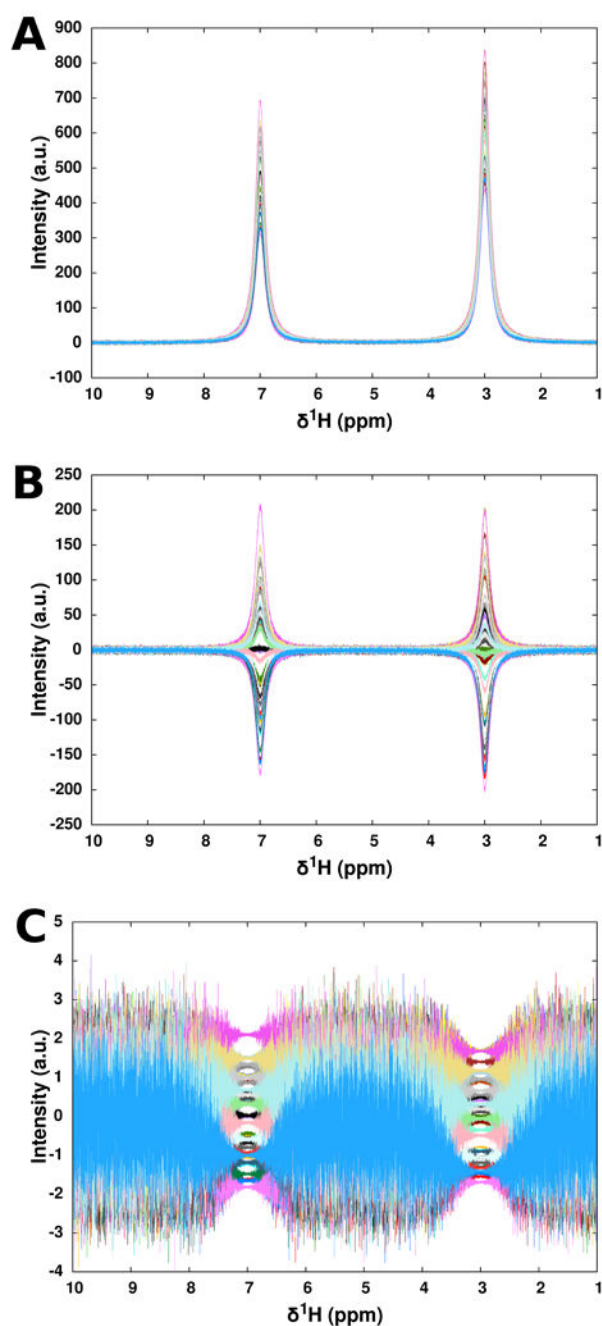 A
900
800
700
600
500
400
300
200
100
0
-100
Intensity (a.u.)
10 9 8 7 6 5 4 3 2 1
δ¹H (ppm)
B
250
200
150
100
50
0
-50
-100
-150
-200
-250
Intensity (a.u.)
10 9 8 7 6 5 4 3 2 1
δ¹H (ppm)
C
5
4
3
2
1
0
-1
-2
-3
-4
Intensity (a.u.)
10 9 8 7 6 5 4 3 2 1
δ¹H (ppm)